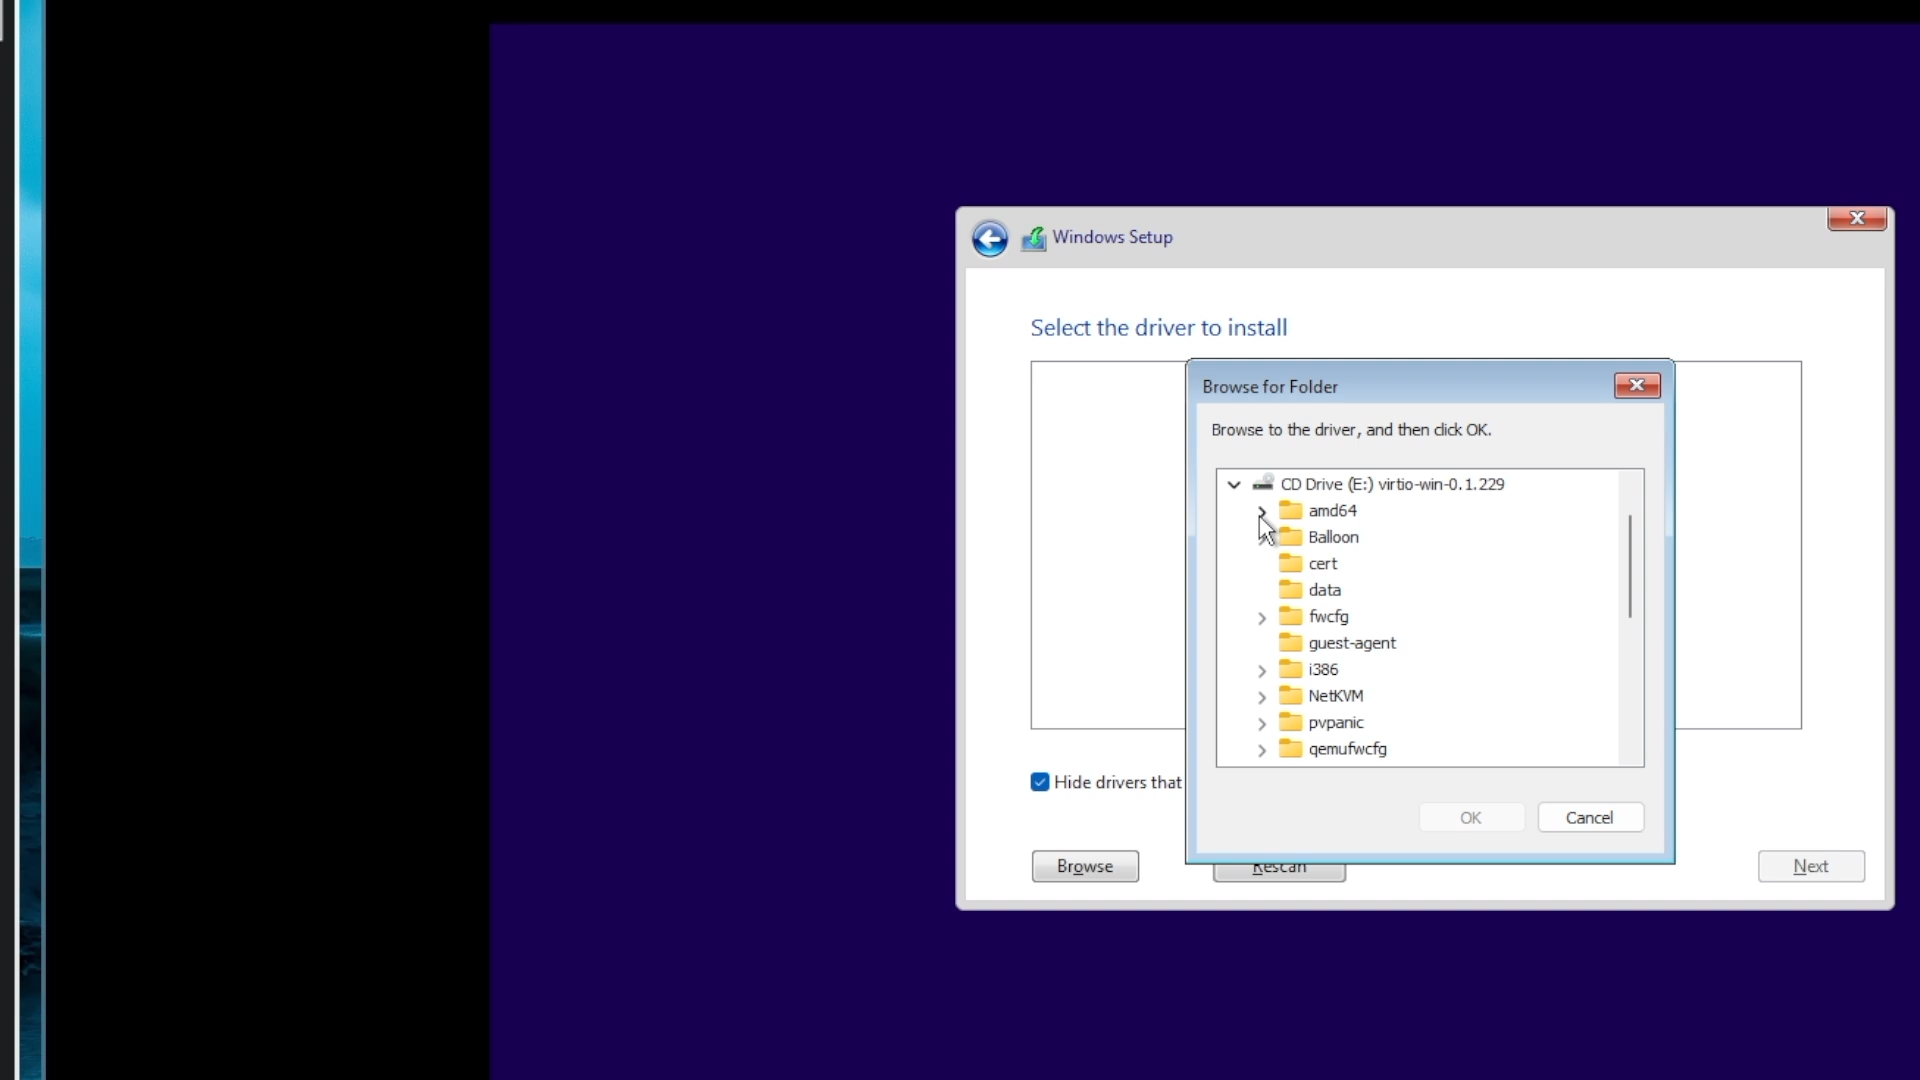 Windows Setup
Select the driver to install
Browse for Folder
Browse to the driver, and then click OK.
CD Drive (E:) virtio-win-0.1.229
amd64
Balloon
cert
data
fwcfg
guest-agent
i386
NetKVM
pvpanic
qemufwcfg
OK
Cancel
Hide drivers that
Browse
Rescan
Next